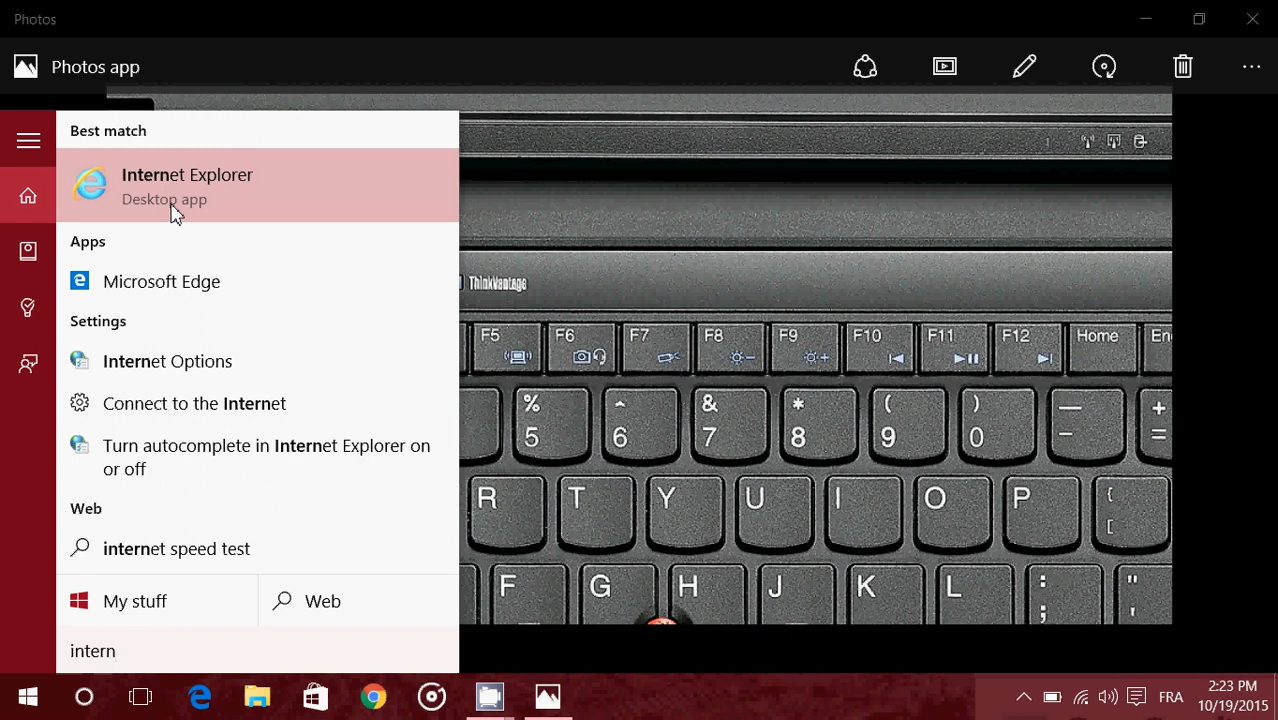 Photos
Photos app
Best match
Internet Explorer
Desktop app
Apps
Microsoft Edge
Settings
Internet Options
Connect to the Internet
Turn autocomplete in Internet Explorer on
or off
Web
internet speed test
My stuff
Web
intern
ThinkVantage
F5 F6 F7 F8 F9 F10 F11 F12 Home En
% ^ & * ( ) — +
5 6 7 8 9 0 - =
R T Y U I O P {
[
F G H J K L : "
; '
FRA
2:23 PM
10/19/2015